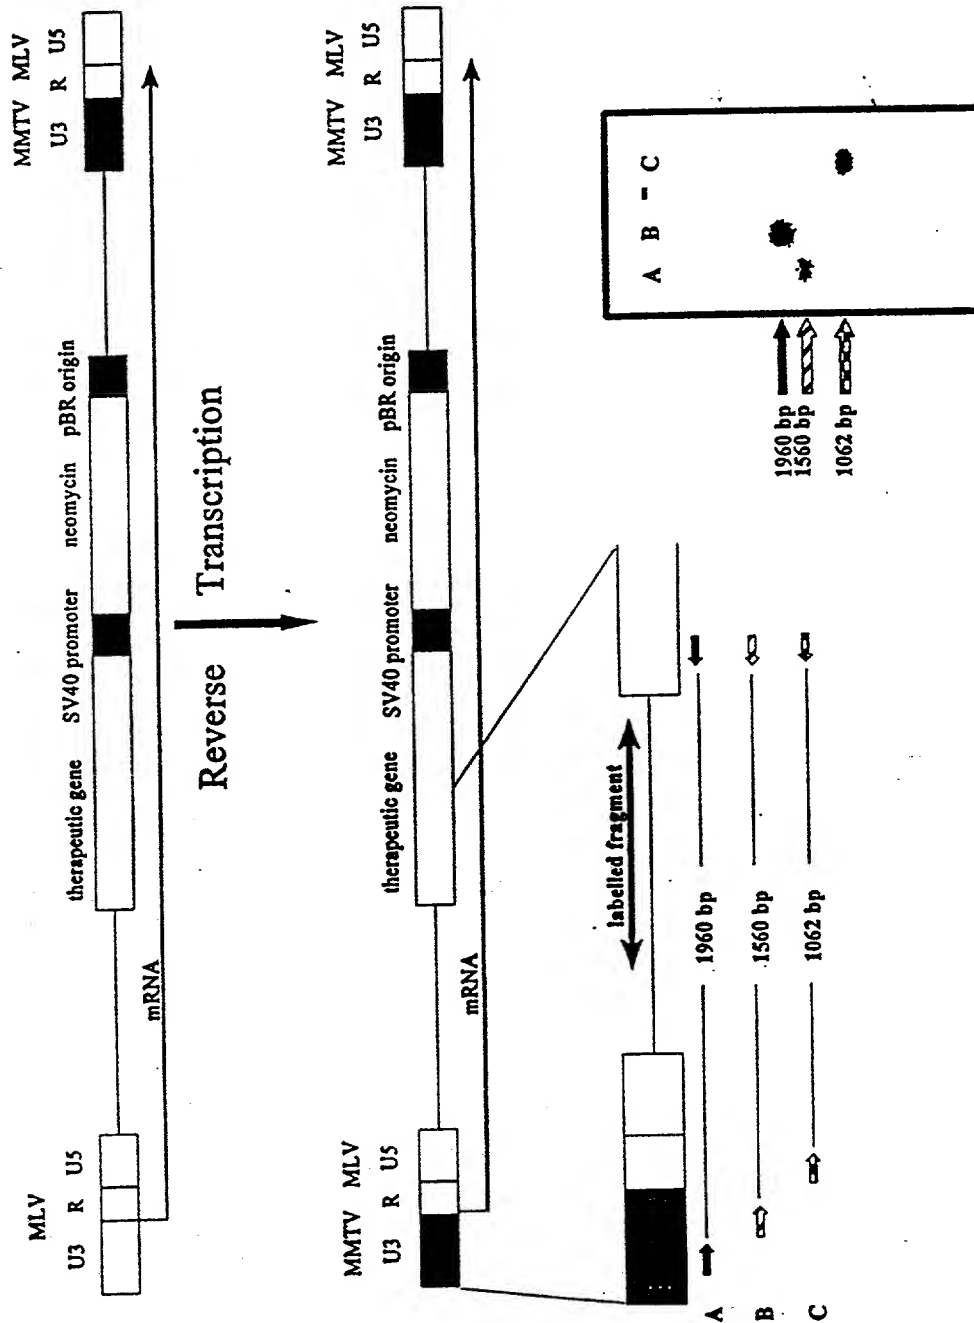 MLV
U3 R U5
MMTV MLV
U3 R U5
therapeutic gene SV40 promoter neomycin pBR origin
mRNA
Reverse Transcription
MMTV MLV
U3 R U5
MMTV MLV
U3 R U5
therapeutic gene SV40 promoter neomycin pBR origin
mRNA
labelled fragment
A 1960 bp
B 1560 bp
C 1062 bp
A B - C
1960 bp
1560 bp
1062 bp